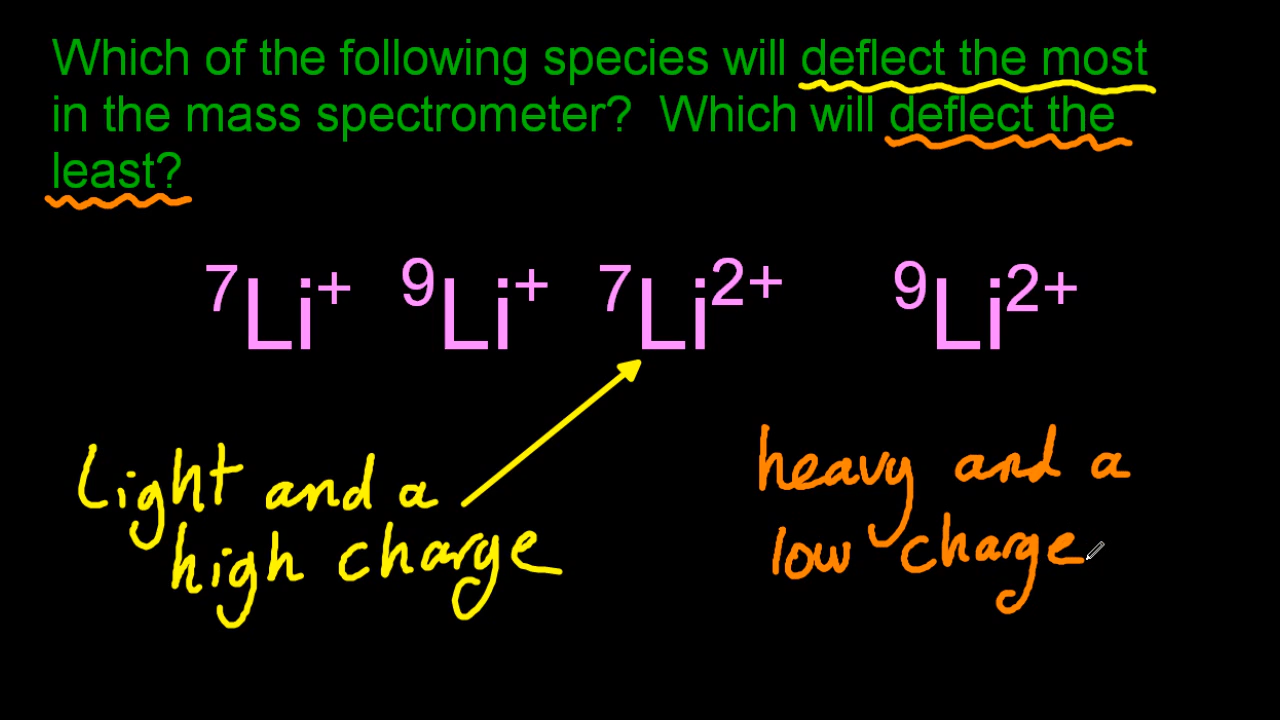 Which of the following species will deflect the most
in the mass spectrometer? Which will deflect the
least?
⁷Li⁺ ⁹Li⁺ ⁷Li²⁺ ⁹Li²⁺
Light and a
high charge
heavy and a
low charge